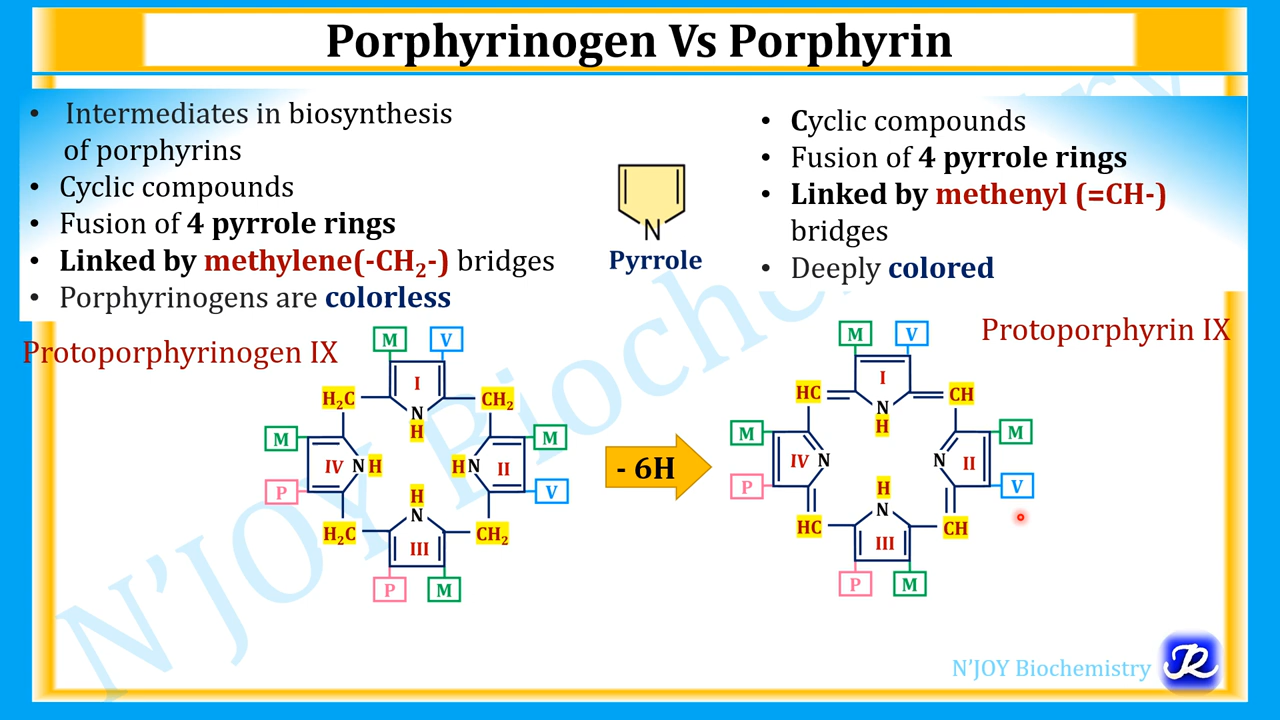 Porphyrinogen Vs Porphyrin
• Intermediates in biosynthesis
of porphyrins
• Cyclic compounds
• Fusion of 4 pyrrole rings
• Linked by methylene(-CH₂-) bridges
• Porphyrinogens are colorless
N
Pyrrole
• Cyclic compounds
• Fusion of 4 pyrrole rings
• Linked by methenyl (=CH-)
bridges
• Deeply colored
Protoporphyrinogen IX
M V
I
H₂C N CH₂
H
M M
IV N H H N II
P V
H
N
H₂C III CH₂
P M
- 6H
Protoporphyrin IX
M V
I
HC N CH
H
M M
IV N N II
P V
H
N
HC III CH
P M
N'JOY Biochemistry
N'JOY Biochemistry
JR